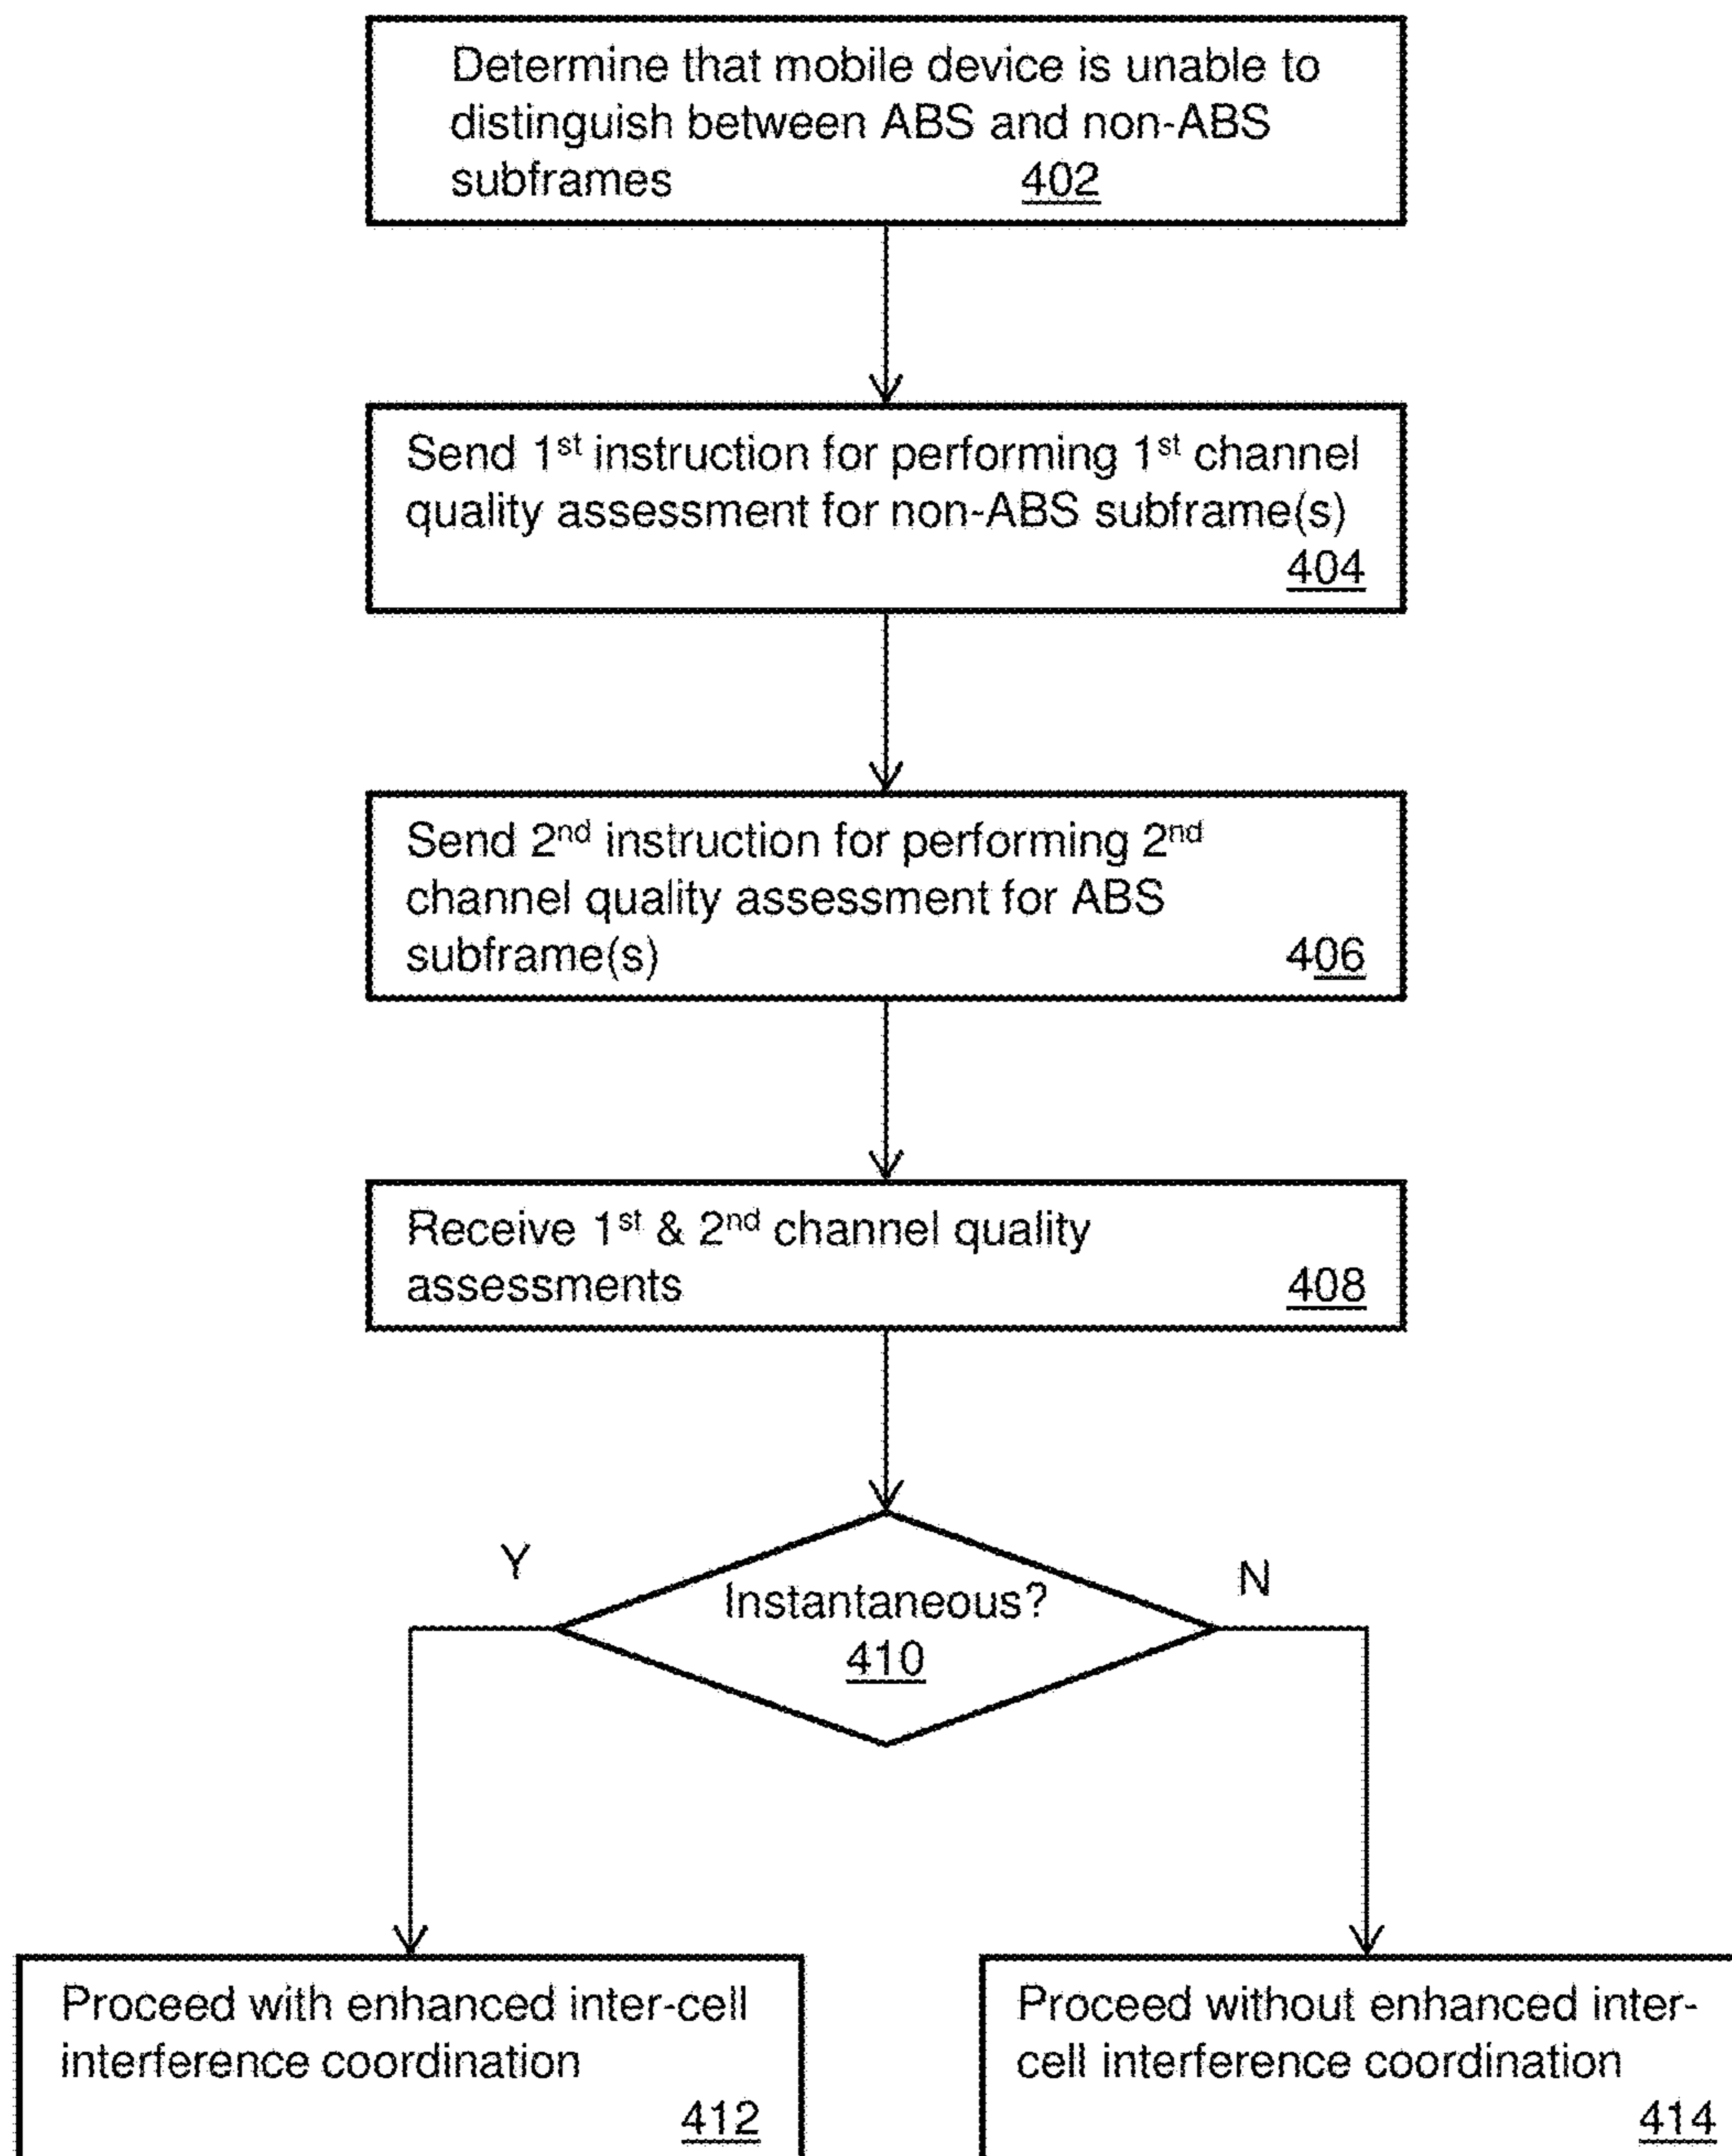 Determine that mobile device is unable to
distinguish between ABS and non-ABS
subframes 402
Send 1st instruction for performing 1st channel
quality assessment for non-ABS subframe(s)
404
Send 2nd instruction for performing 2nd
channel quality assessment for ABS
subframe(s) 406
Receive 1st & 2nd channel quality
assessments 408
Y
N
Instantaneous?
410
Proceed with enhanced inter-cell
interference coordination
412
Proceed without enhanced inter-
cell interference coordination
414